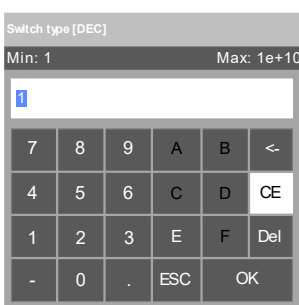 Switch type [DEC]
Min: 1 Max: 1e+10
1
7 8 9 A B <-
4 5 6 C D CE
1 2 3 E F Del
- 0 . ESC OK